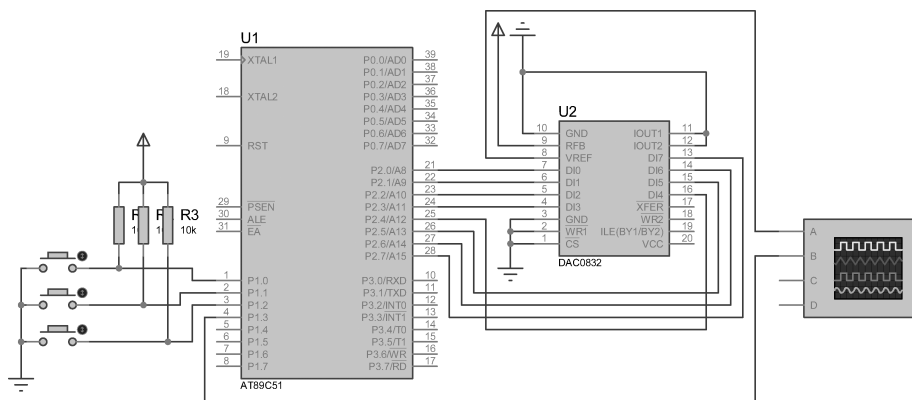 U1
19 XTAL1
18 XTAL2
9 RST
29 PSEN
30 ALE
31 EA
1 P1.0
2 P1.1
3 P1.2
4 P1.3
5 P1.4
6 P1.5
7 P1.6
8 P1.7
P0.0/AD0 39
P0.1/AD1 38
P0.2/AD2 37
P0.3/AD3 36
P0.4/AD4 35
P0.5/AD5 34
P0.6/AD6 33
P0.7/AD7 32
P2.0/A8 21
P2.1/A9 22
P2.2/A10 23
P2.3/A11 24
P2.4/A12 25
P2.5/A13 26
P2.6/A14 27
P2.7/A15 28
P3.0/RXD 10
P3.1/TXD 11
P3.2/INT0 12
P3.3/INT1 13
P3.4/T0 14
P3.5/T1 15
P3.6/WR 16
P3.7/RD 17
AT89C51
R3
10k
U2
10 GND
9 RFB
8 VREF
7 DI0
6 DI1
5 DI2
4 DI3
3 GND
2 WR1
1 CS
IOUT1 11
IOUT2 12
DI7 13
DI6 14
DI5 15
DI4 16
XFER 17
WR2 18
ILE(BY1/BY2) 19
VCC 20
DAC0832
A
B
C
D